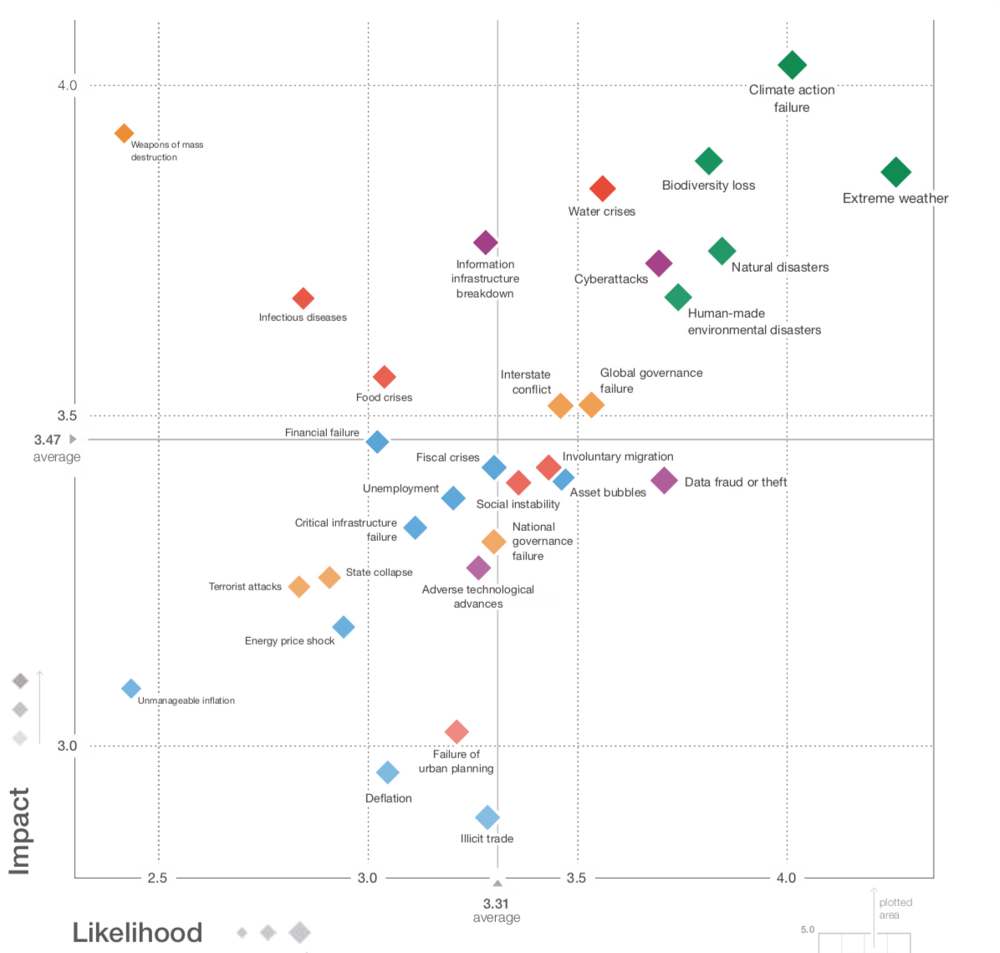 4.0
Climate action
failure
Weapons of mass
destruction
Biodiversity loss
Extreme weather
Water crises
Information
infrastructure
breakdown
Cyberattacks
Natural disasters
Infectious diseases
Human-made
environmental disasters
Interstate
conflict
Global governance
failure
Food crises
3.5
Financial failure
3.47
average
Fiscal crises
Involuntary migration
Unemployment
Asset bubbles
Data fraud or theft
Social instability
Critical infrastructure
failure
National
governance
failure
State collapse
Terrorist attacks
Adverse technological
advances
Energy price shock
Unmanageable inflation
3.0
Failure of
urban planning
Deflation
Illicit trade
Impact
2.5
3.0
3.5
4.0
3.31
average
plotted
area
Likelihood
5.0